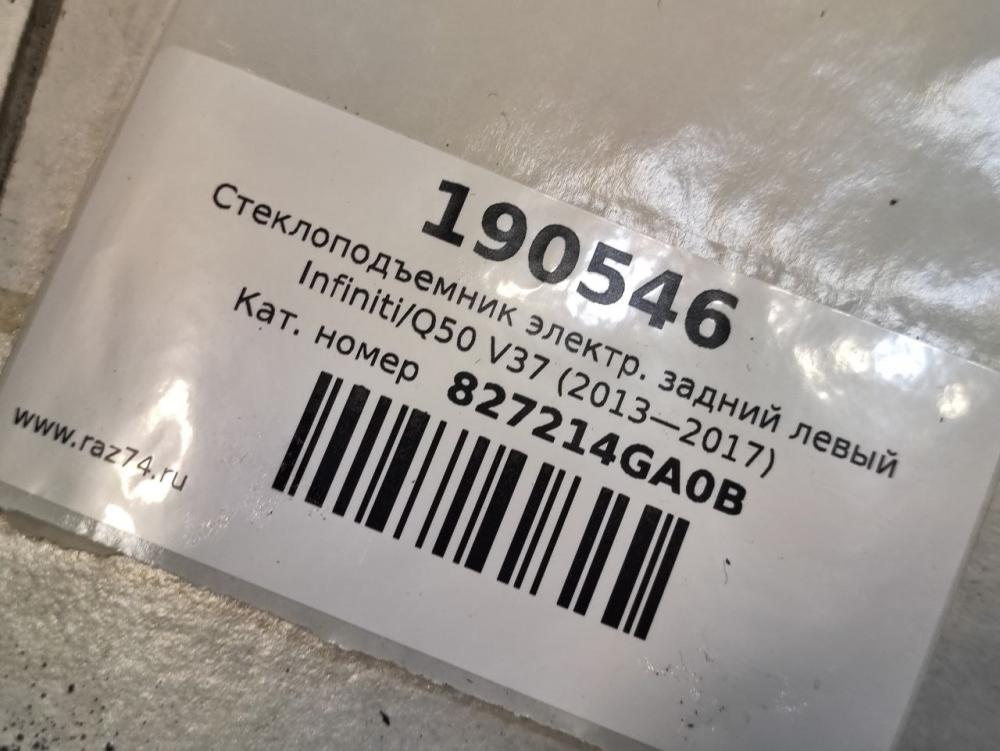 190546
Стеклоподъемник электр. задний левый
Infiniti/Q50 V37 (2013—2017)
Кат. номер 827214GA0B
www.raz74.ru